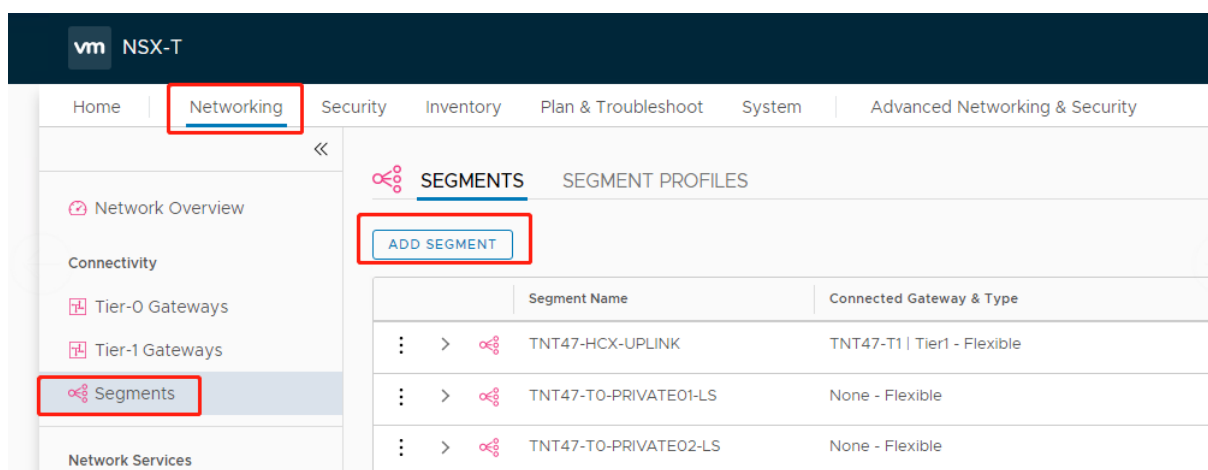 vm NSX-T
Home Networking Security Inventory Plan & Troubleshoot System Advanced Networking & Security
«
SEGMENTS SEGMENT PROFILES
Network Overview
ADD SEGMENT
Connectivity
Segment Name Connected Gateway & Type
Tier-0 Gateways
TNT47-HCX-UPLINK TNT47-T1 | Tier1 - Flexible
Tier-1 Gateways
Segments
TNT47-T0-PRIVATE01-LS None - Flexible
TNT47-T0-PRIVATE02-LS None - Flexible
Network Services